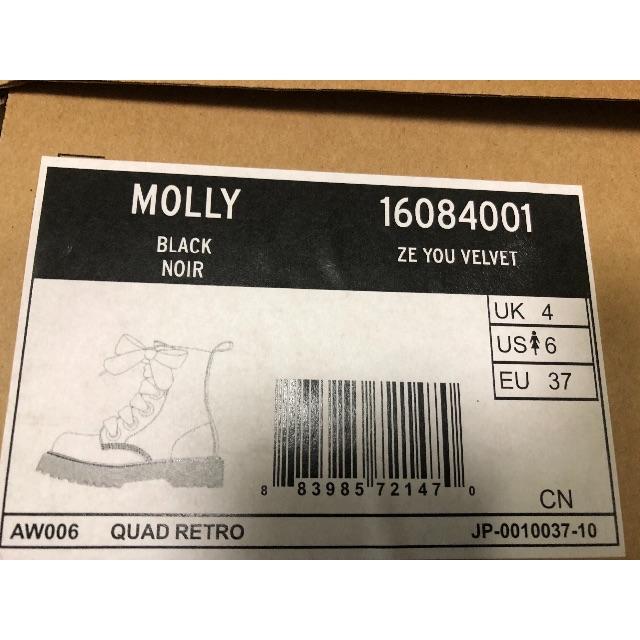 MOLLY
16084001
BLACK
NOIR
ZE YOU VELVET
UK 4
US 6
EU 37
8 83985 72147 0
CN
AW006 QUAD RETRO JP-0010037-10